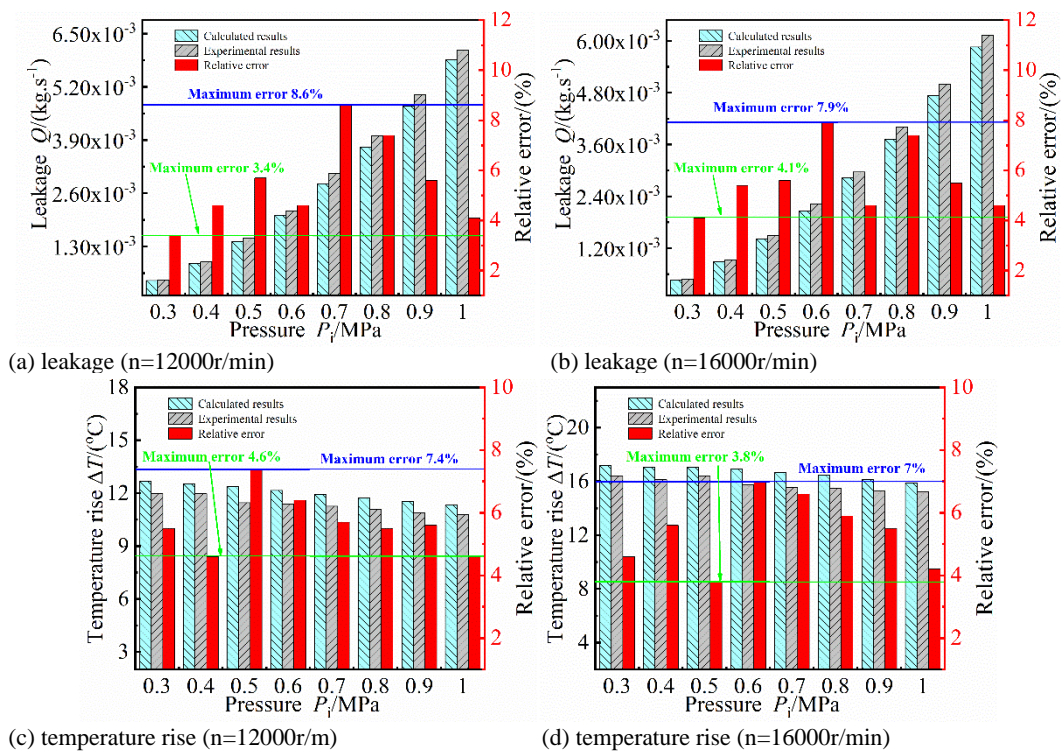 6.50x10⁻³
5.20x10⁻³
3.90x10⁻³
2.60x10⁻³
1.30x10⁻³
Leakage Q/(kg.s⁻¹)
Calculated results
Experimental results
Relative error
Maximum error 8.6%
Maximum error 3.4%
12
10
8
6
4
2
Relative error/(%)
0.3 0.4 0.5 0.6 0.7 0.8 0.9 1
Pressure Pᵢ/MPa
(a) leakage (n=12000r/min)
6.00x10⁻³
4.80x10⁻³
3.60x10⁻³
2.40x10⁻³
1.20x10⁻³
Leakage Q/(kg.s⁻¹)
Calculated results
Experimental results
Relative error
Maximum error 7.9%
Maximum error 4.1%
12
10
8
6
4
2
Relative error/(%)
0.3 0.4 0.5 0.6 0.7 0.8 0.9 1
Pressure Pᵢ/MPa
(b) leakage (n=16000r/min)
18
15
12
9
6
3
Temperature rise ΔT/(°C)
Calculated results
Experimental results
Relative error
Maximum error 4.6%
Maximum error 7.4%
10
8
6
4
2
Relative error/(%)
0.3 0.4 0.5 0.6 0.7 0.8 0.9 1
Pressure Pᵢ/MPa
(c) temperature rise (n=12000r/m)
20
16
12
8
4
Temperature rise ΔT/(°C)
Calculated results
Experimental results
Relative error
Maximum error 3.8%
Maximum error 7%
10
8
6
4
2
Relative error/(%)
0.3 0.4 0.5 0.6 0.7 0.8 0.9 1
Pressure Pᵢ/MPa
(d) temperature rise (n=16000r/min)